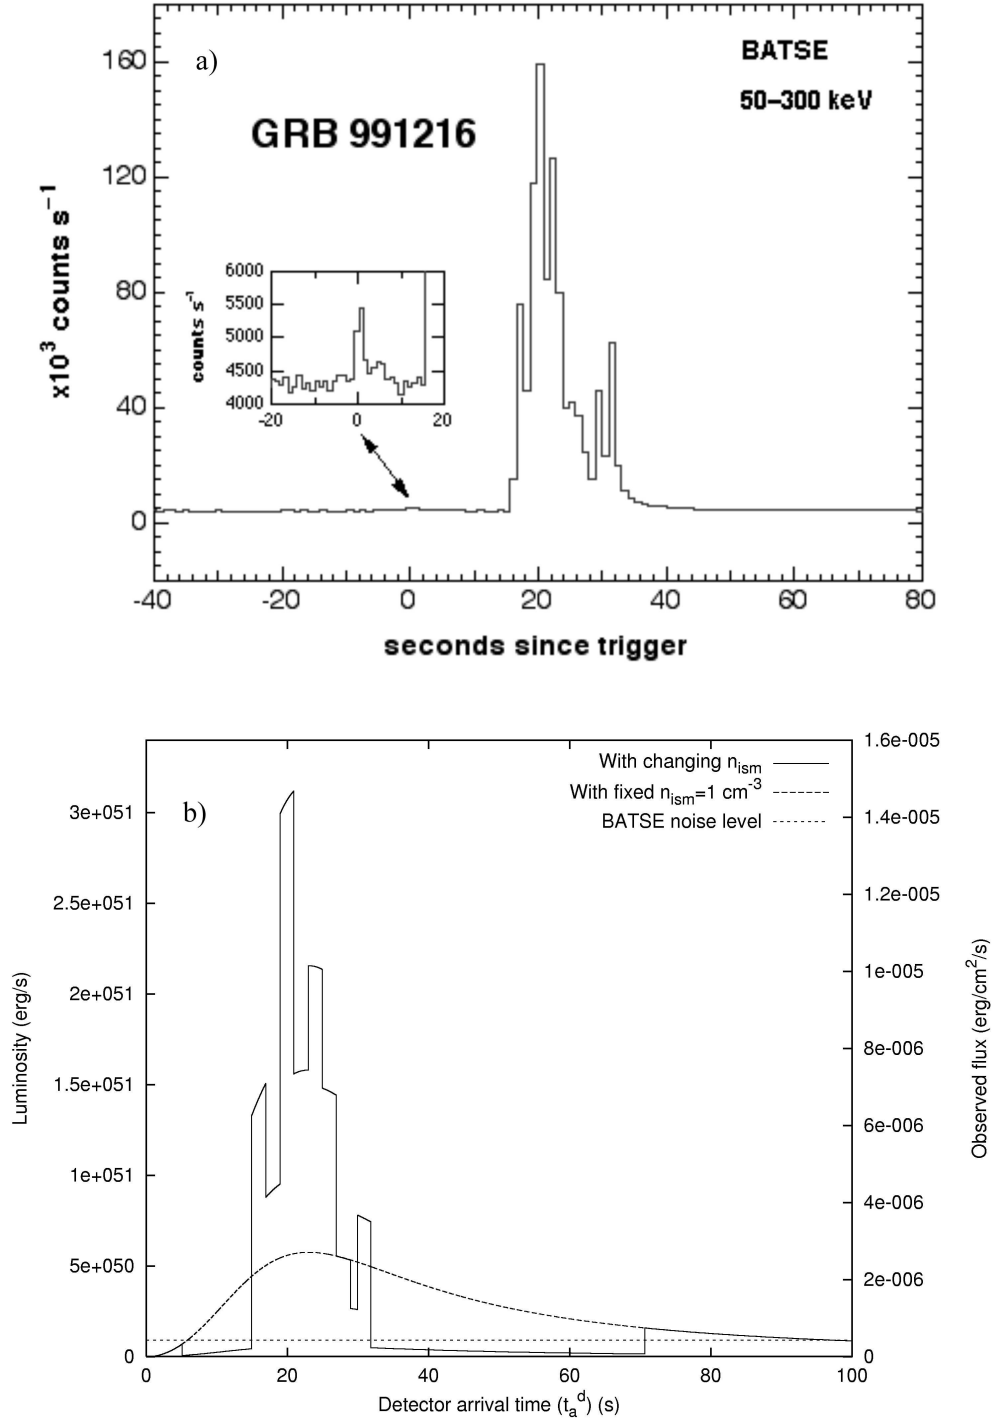 160
120
80
40
0
x10³ counts s⁻¹
a)
BATSE
50–300 keV
GRB 991216
6000
5500
5000
4500
4000
counts s⁻¹
-20 0 20
-40 -20 0 20 40 60 80
seconds since trigger
b)
With changing n_ism
With fixed n_ism=1 cm⁻³
BATSE noise level
3e+051
2.5e+051
2e+051
1.5e+051
1e+051
5e+050
0
Luminosity (erg/s)
1.6e-005
1.4e-005
1.2e-005
1e-005
8e-006
6e-006
4e-006
2e-006
0
Observed flux (erg/cm²/s)
0 20 40 60 80 100
Detector arrival time (tₐᵈ) (s)